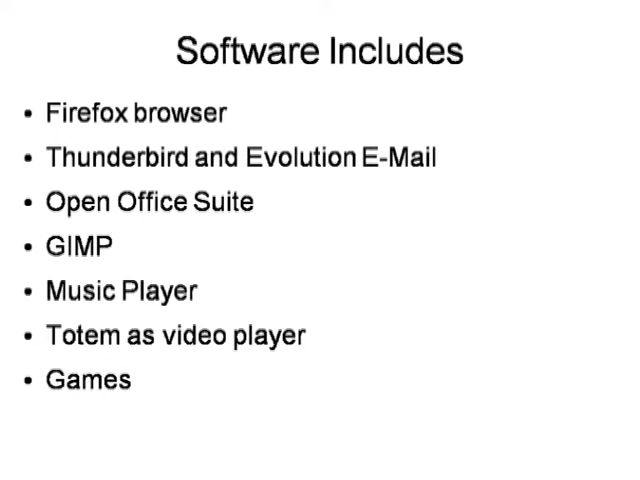 Software Includes
• Firefox browser
• Thunderbird and Evolution E-Mail
• Open Office Suite
• GIMP
• Music Player
• Totem as video player
• Games